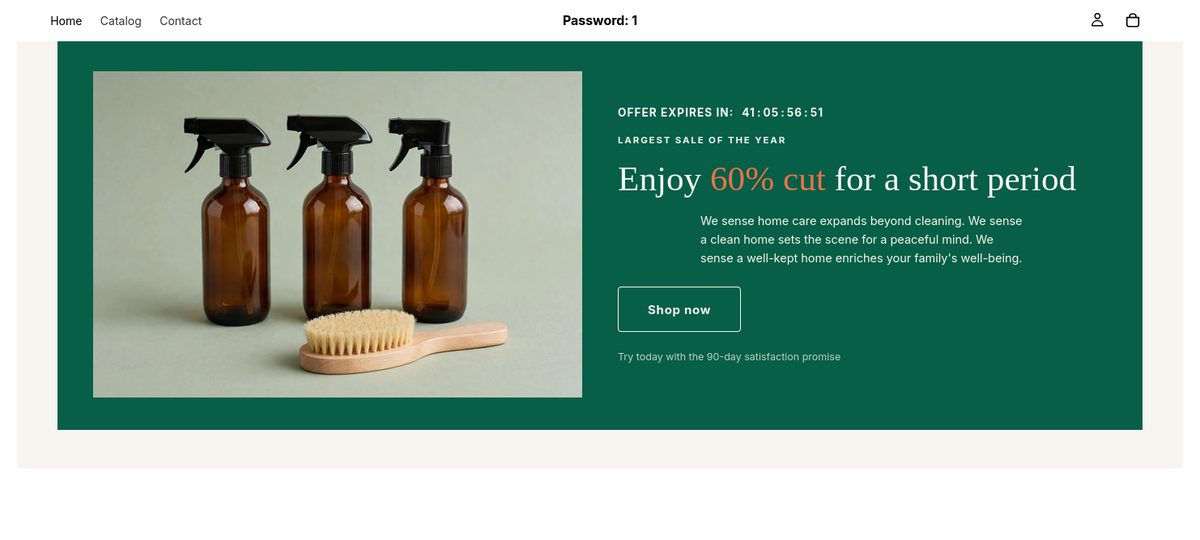 Home Catalog Contact Password: 1
OFFER EXPIRES IN: 41:05:56:51
LARGEST SALE OF THE YEAR
Enjoy 60% cut for a short period
We sense home care expands beyond cleaning. We sense
a clean home sets the scene for a peaceful mind. We
sense a well-kept home enriches your family's well-being.
Shop now
Try today with the 90-day satisfaction promise